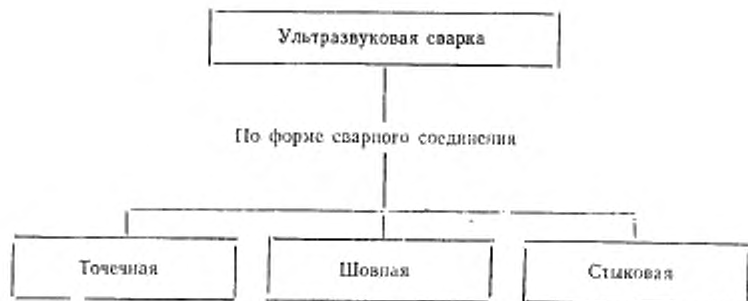 Ультразвуковая сварка
По форме сварного соединения
Точечная
Шовная
Стыковая